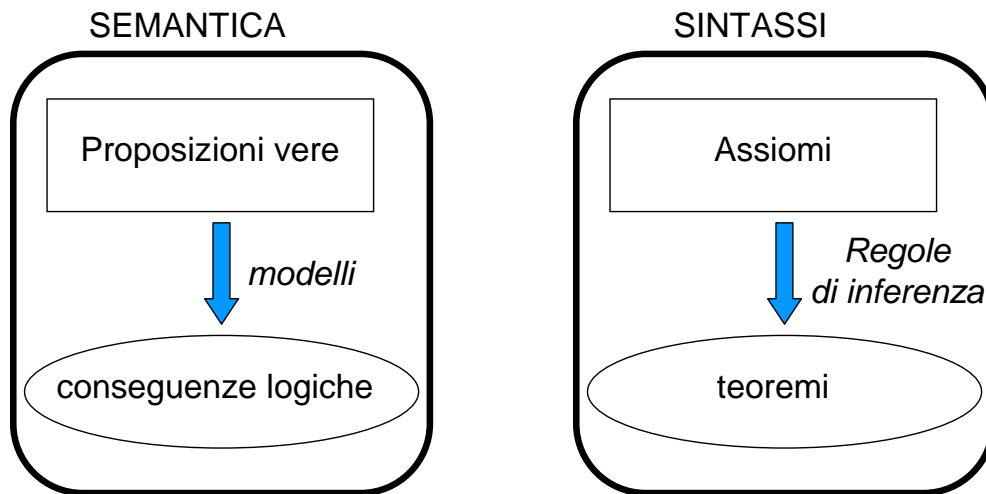 SEMANTICA
Proposizioni vere
modelli
conseguenze logiche
SINTASSI
Assiomi
Regole
di inferenza
teoremi